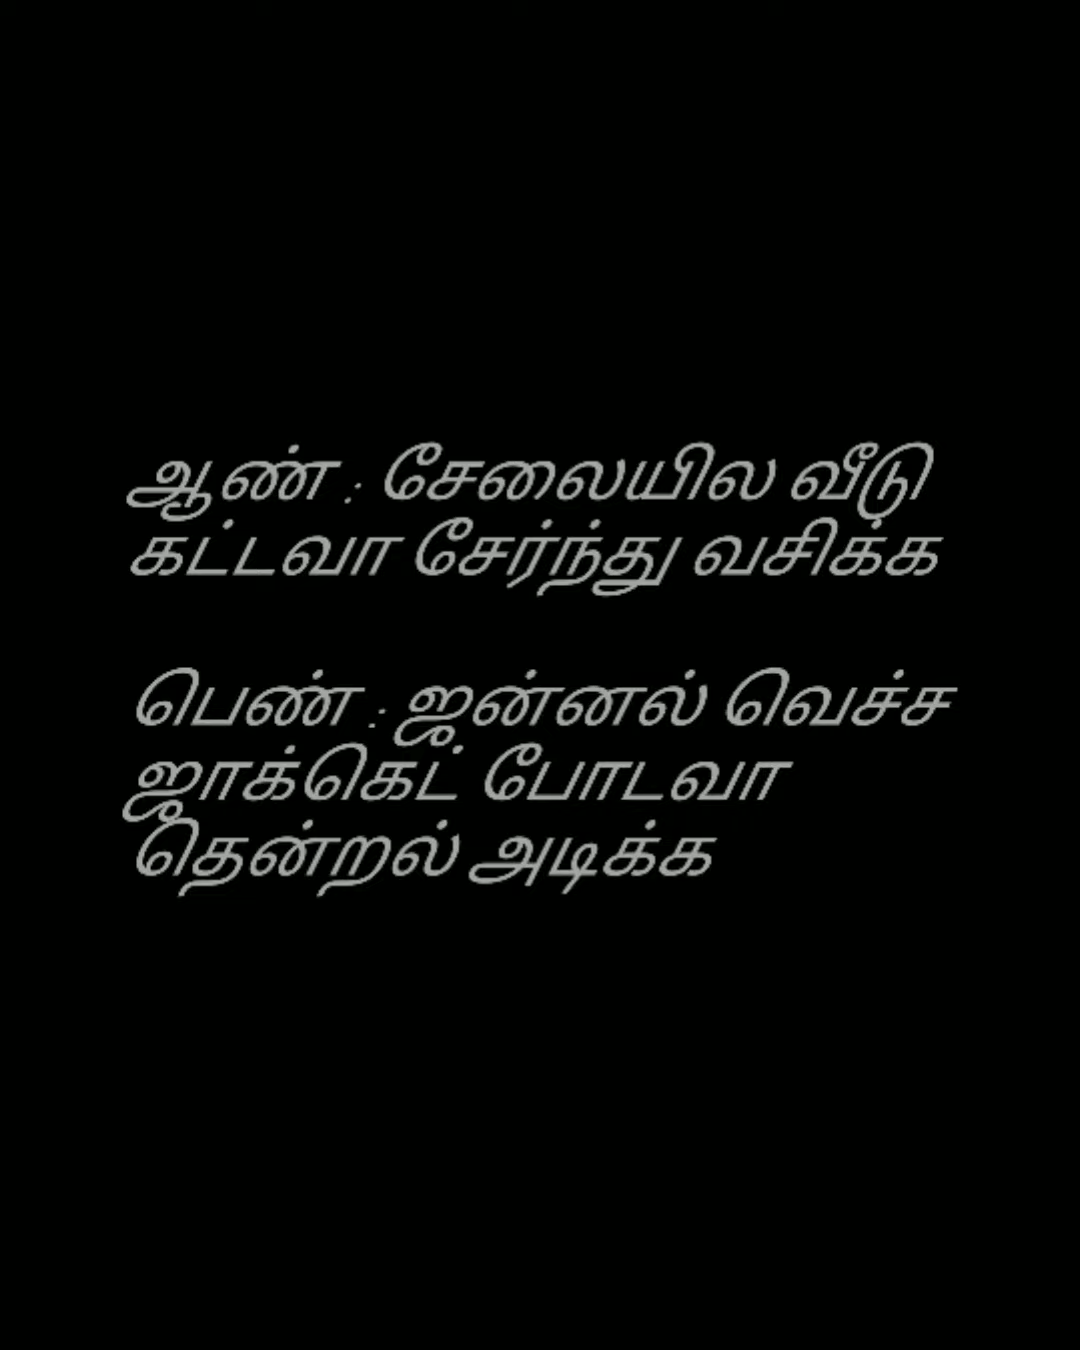 ஆண் : சேலையில வீடு
கட்டவா சேர்ந்து வசிக்க
பெண் : ஜன்னல் வெச்ச
ஜாக்கெட் போடவா
தென்றல் அடிக்க